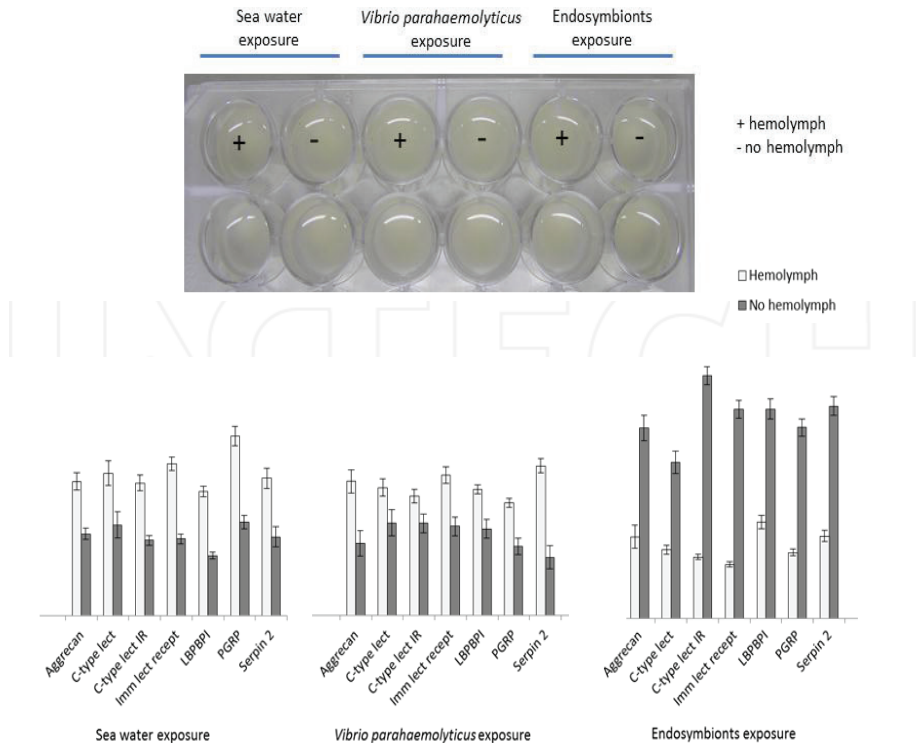 Sea water
exposure
Vibrio parahaemolyticus
exposure
Endosymbionts
exposure
+ - + - + -
+ hemolymph
- no hemolymph
Hemolymph
No hemolymph
INTECH
Aggrecan
C-type lect
C-type lect IR
Imm lect recept
LBPBPI
PGRP
Serpin 2
Aggrecan
C-type lect
C-type lect IR
Imm lect recept
LBPBPI
PGRP
Serpin 2
Aggrecan
C-type lect
C-type lect IR
Imm lect recept
LBPBPI
PGRP
Serpin 2
Sea water exposure
Vibrio parahaemolyticus exposure
Endosymbionts exposure